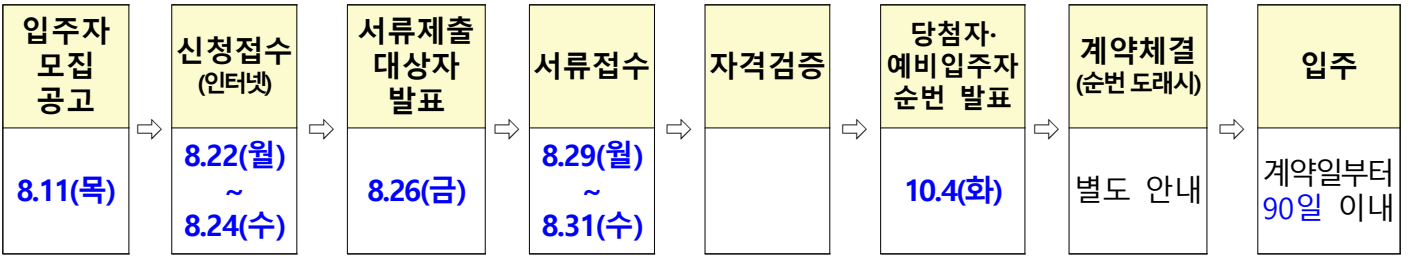 입주자
모집
공고
8.11(목)
⇨
신청접수
(인터넷)
8.22(월)
~
8.24(수)
⇨
서류제출
대상자
발표
8.26(금)
⇨
서류접수
8.29(월)
~
8.31(수)
⇨
자격검증
⇨
당첨자·
예비입주자
순번 발표
10.4(화)
⇨
계약체결
(순번 도래시)
별도 안내
⇨
입주
계약일부터
90일 이내